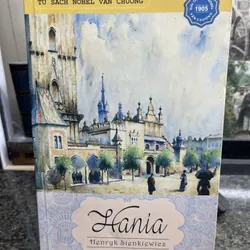 TỦ SÁCH NOBEL VĂN CHƯƠNG
1905
Hania
Henryk Sienkiewicz